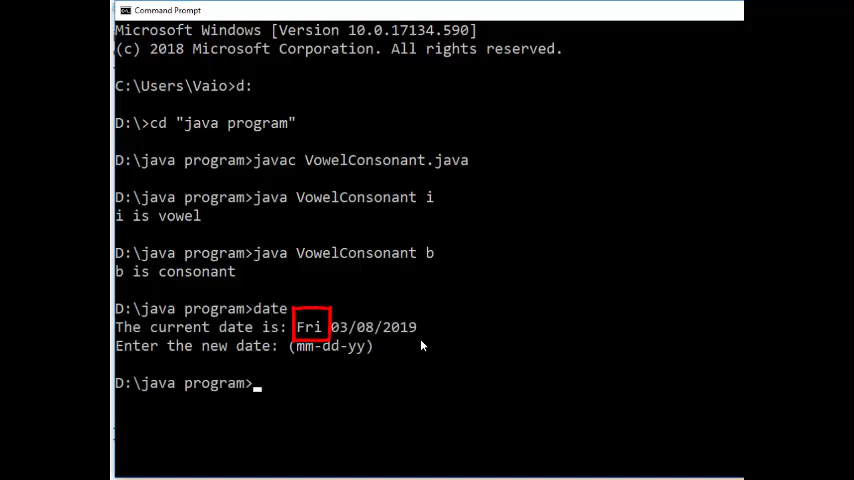 Command Prompt
Microsoft Windows [Version 10.0.17134.590]
(c) 2018 Microsoft Corporation. All rights reserved.
C:\Users\Vaio>d:
D:\>cd "java program"
D:\java program>javac VowelConsonant.java
D:\java program>java VowelConsonant i
i is vowel
D:\java program>java VowelConsonant b
b is consonant
D:\java program>date
The current date is: Fri 03/08/2019
Enter the new date: (mm-dd-yy)
D:\java program>